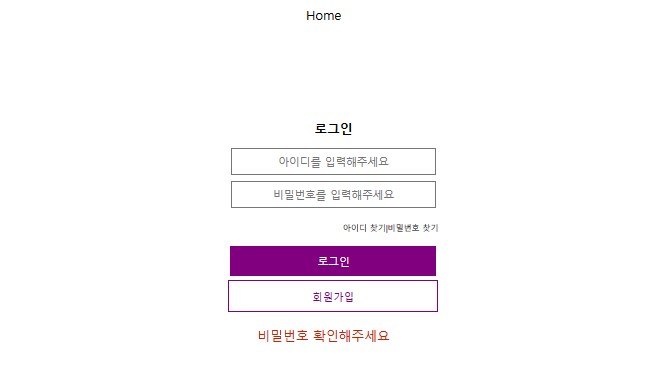 Home
로그인
아이디를 입력해주세요
비밀번호를 입력해주세요
아이디 찾기|비밀번호 찾기
로그인
회원가입
비밀번호 확인해주세요